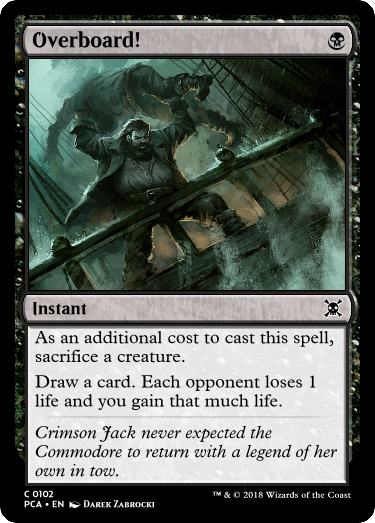 Overboard!
Instant
As an additional cost to cast this spell,
sacrifice a creature.
Draw a card. Each opponent loses 1
life and you gain that much life.
Crimson Jack never expected the
Commodore to return with a legend of her
own in tow.
C 0102
PCA • EN Darek Zabrocki
™ & © 2018 Wizards of the Coast